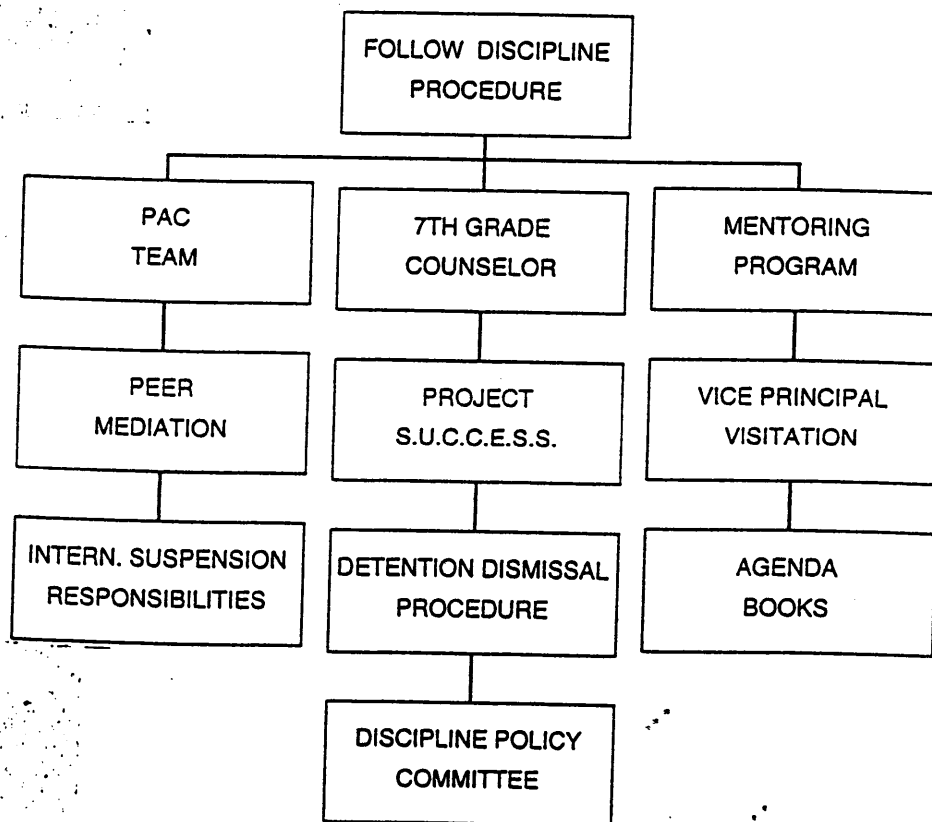 FOLLOW DISCIPLINE
PROCEDURE
PAC
TEAM
7TH GRADE
COUNSELOR
MENTORING
PROGRAM
PEER
MEDIATION
PROJECT
S.U.C.C.E.S.S.
VICE PRINCIPAL
VISITATION
INTERN. SUSPENSION
RESPONSIBILITIES
DETENTION DISMISSAL
PROCEDURE
AGENDA
BOOKS
DISCIPLINE POLICY
COMMITTEE